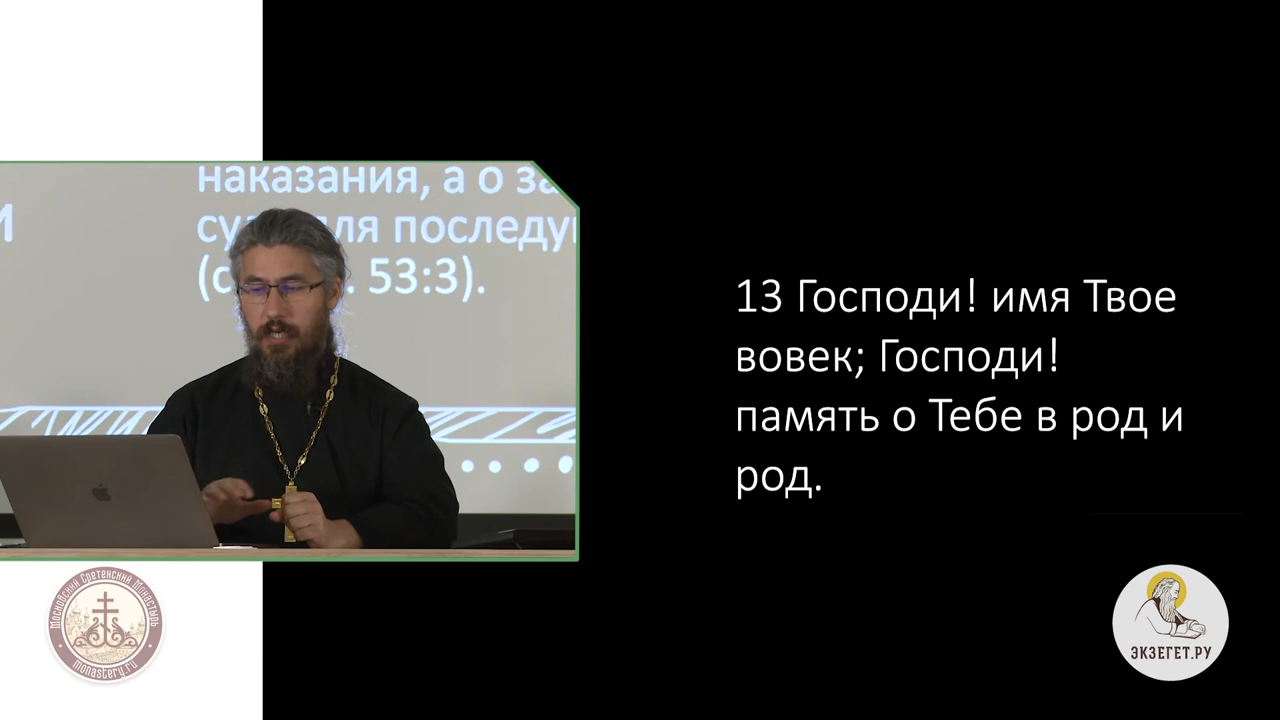 наказания, а о
ля последу
и
53:3).
13 Господи! имя Твое
вовек; Господи!
память о Тебе в род и
род.
Московский Сретенский Монастырь
monastery.ru
ЭКЗЕГЕТ.РУ